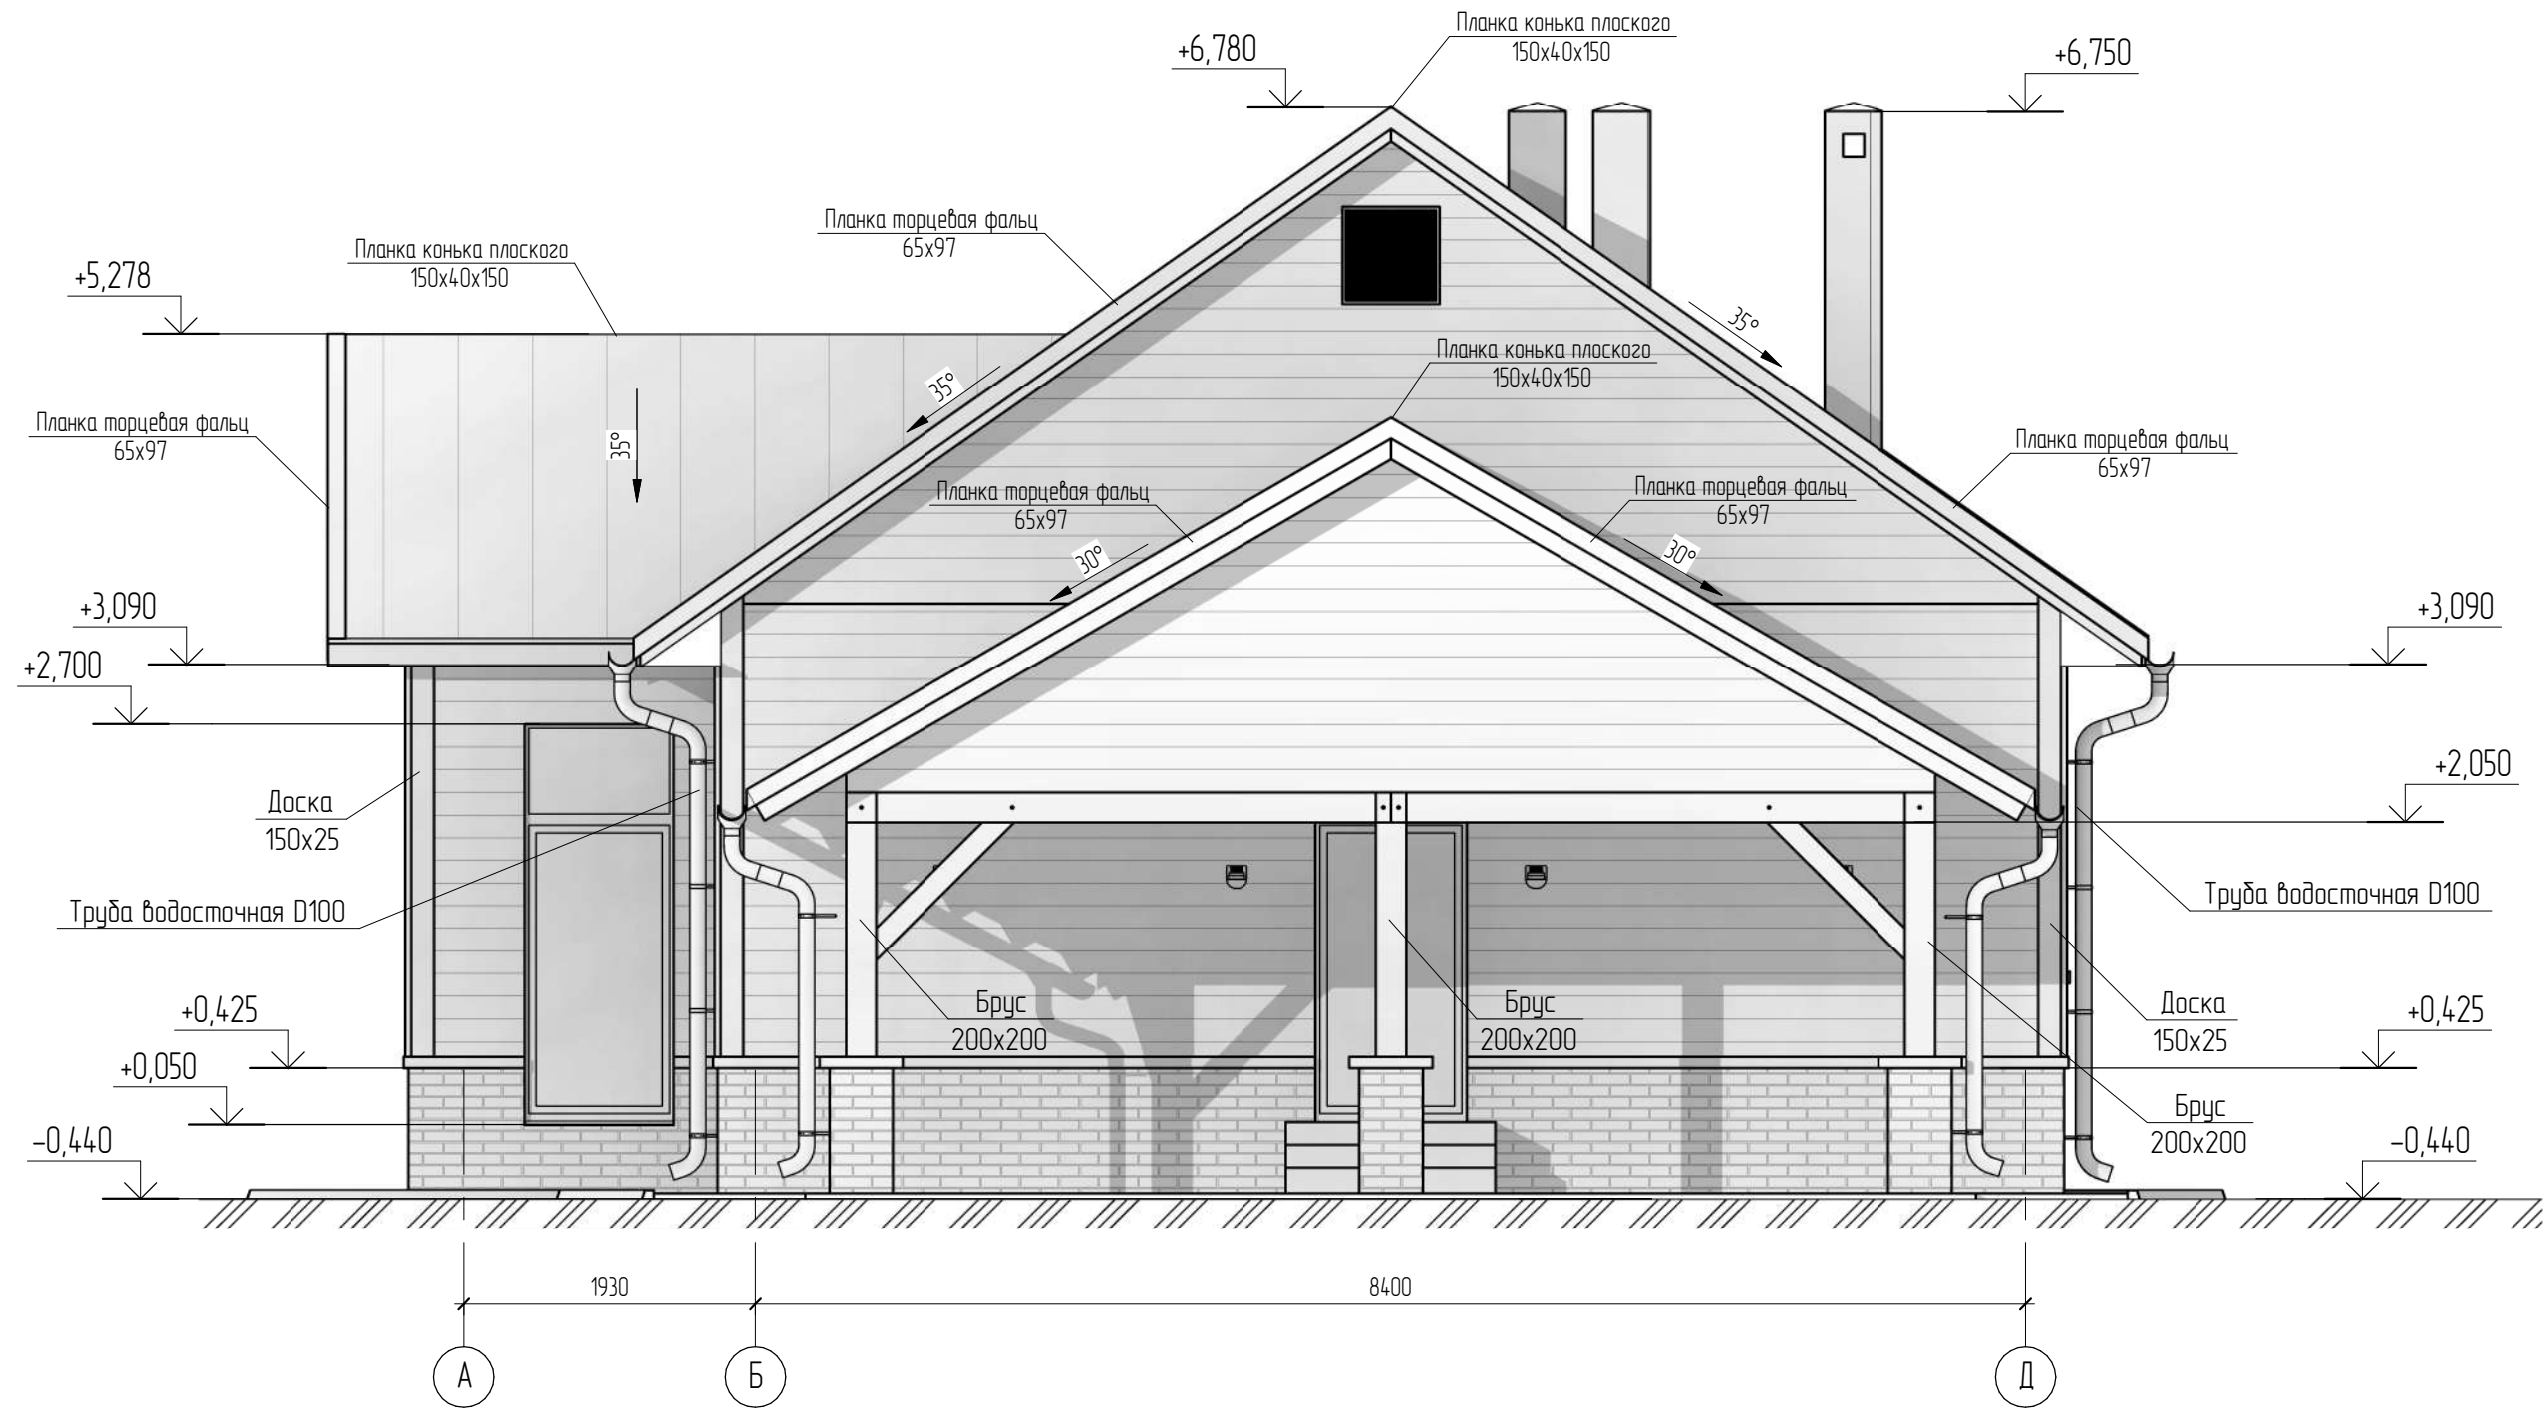 Планка конька плоского
150х40х150
+6,780
+6,750
Планка торцевая фальц
65х97
Планка конька плоского
150х40х150
+5,278
35°
Планка конька плоского
150х40х150
35°
Планка торцевая фальц
65х97
35°
Планка торцевая фальц
65х97
Планка торцевая фальц
65х97
Планка торцевая фальц
65х97
30°
30°
+3,090
+3,090
+2,700
+2,050
Доска
150х25
Труба водосточная D100
Труба водосточная D100
Брус
200х200
Брус
200х200
Доска
150х25
+0,425
+0,425
+0,050
Брус
200х200
-0,440
-0,440
1930
8400
А
Б
Д